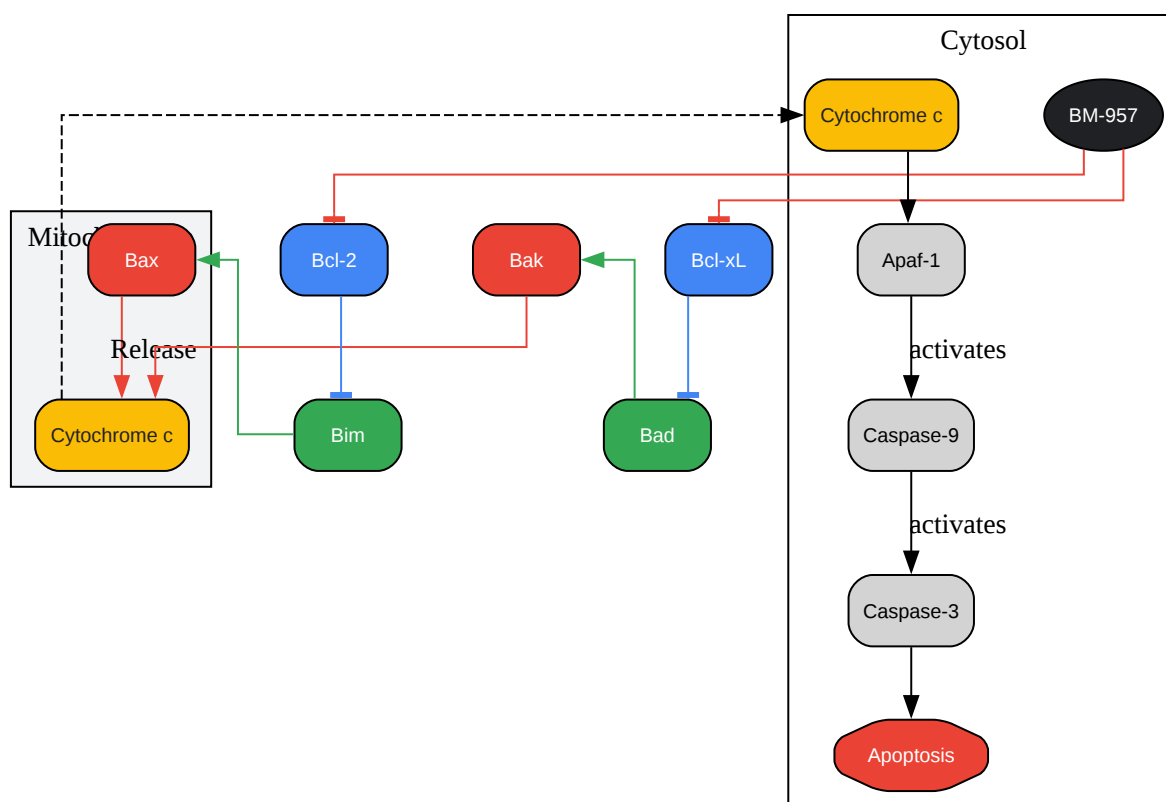 Cytosol
Cytochrome c
BM-957
Bax
Bcl-2
Bak
Bcl-xL
Apaf-1
Release
activates
Cytochrome c
Bim
Bad
Caspase-9
activates
Caspase-3
Apoptosis